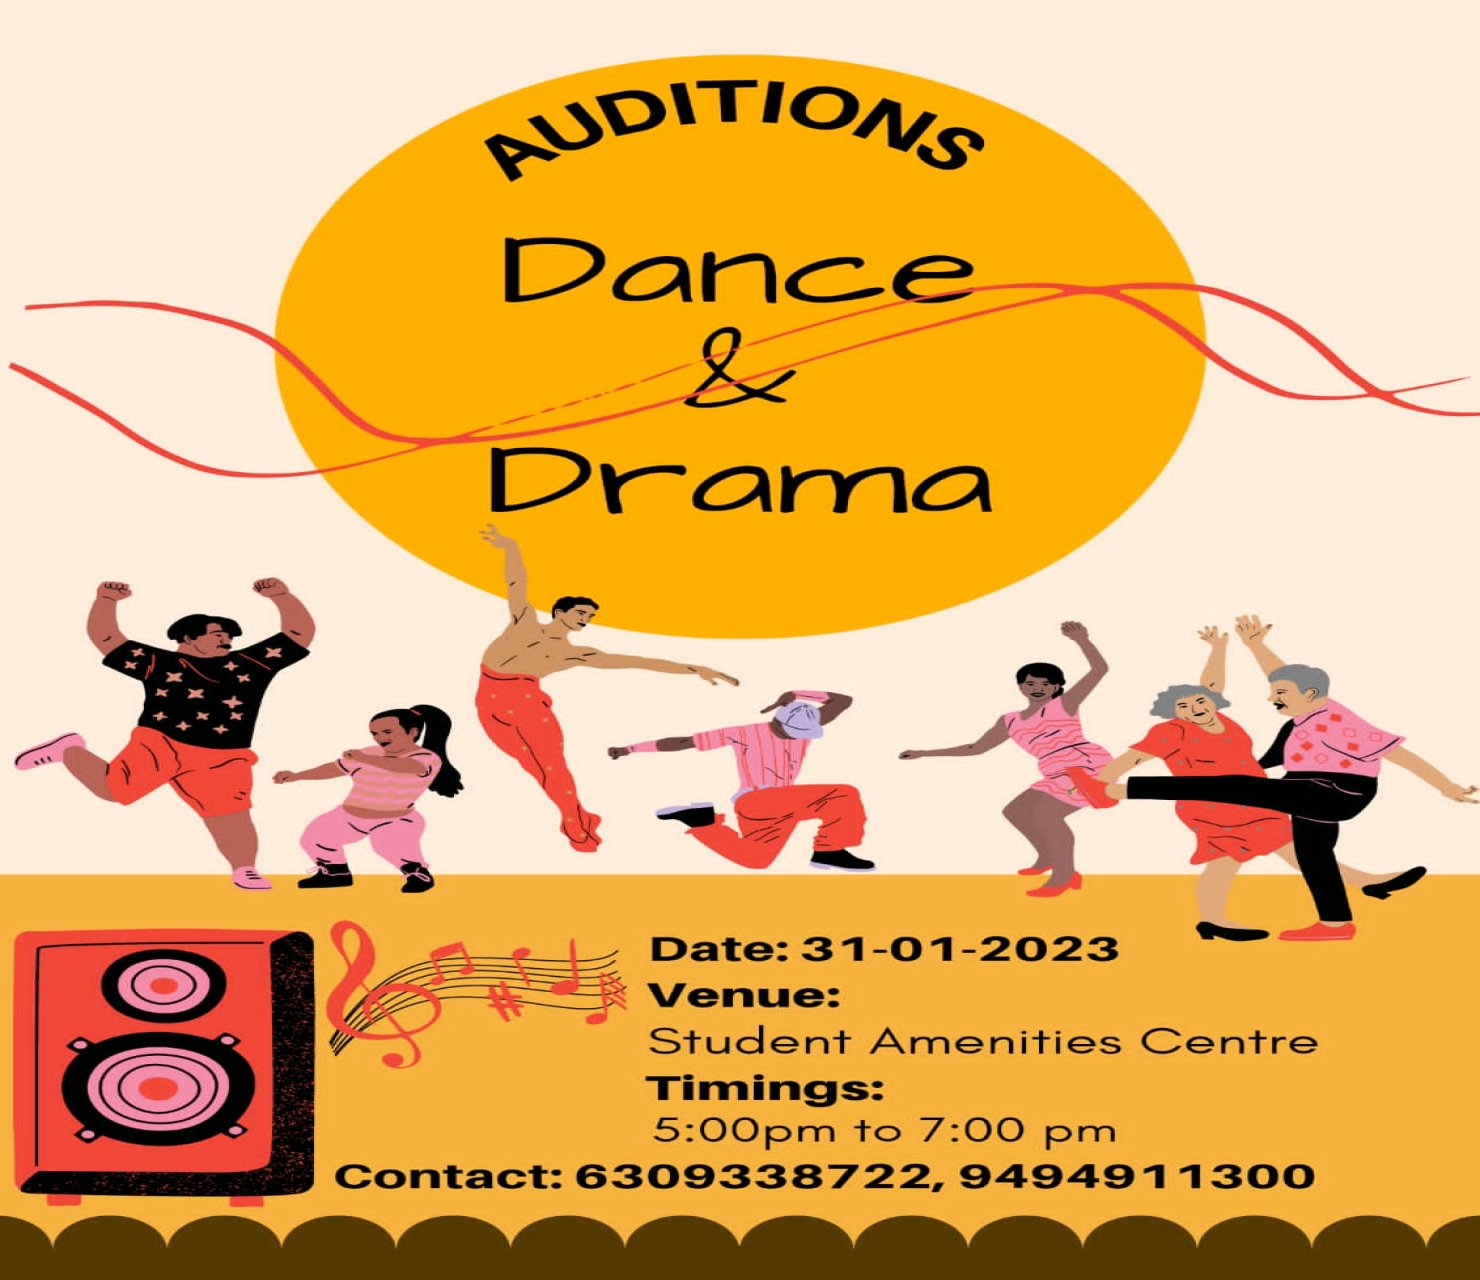 AUDITIONS
Dance
&
Drama
Date: 31-01-2023
Venue:
Student Amenities Centre
Timings:
5:00pm to 7:00 pm
Contact: 6309338722, 9494911300